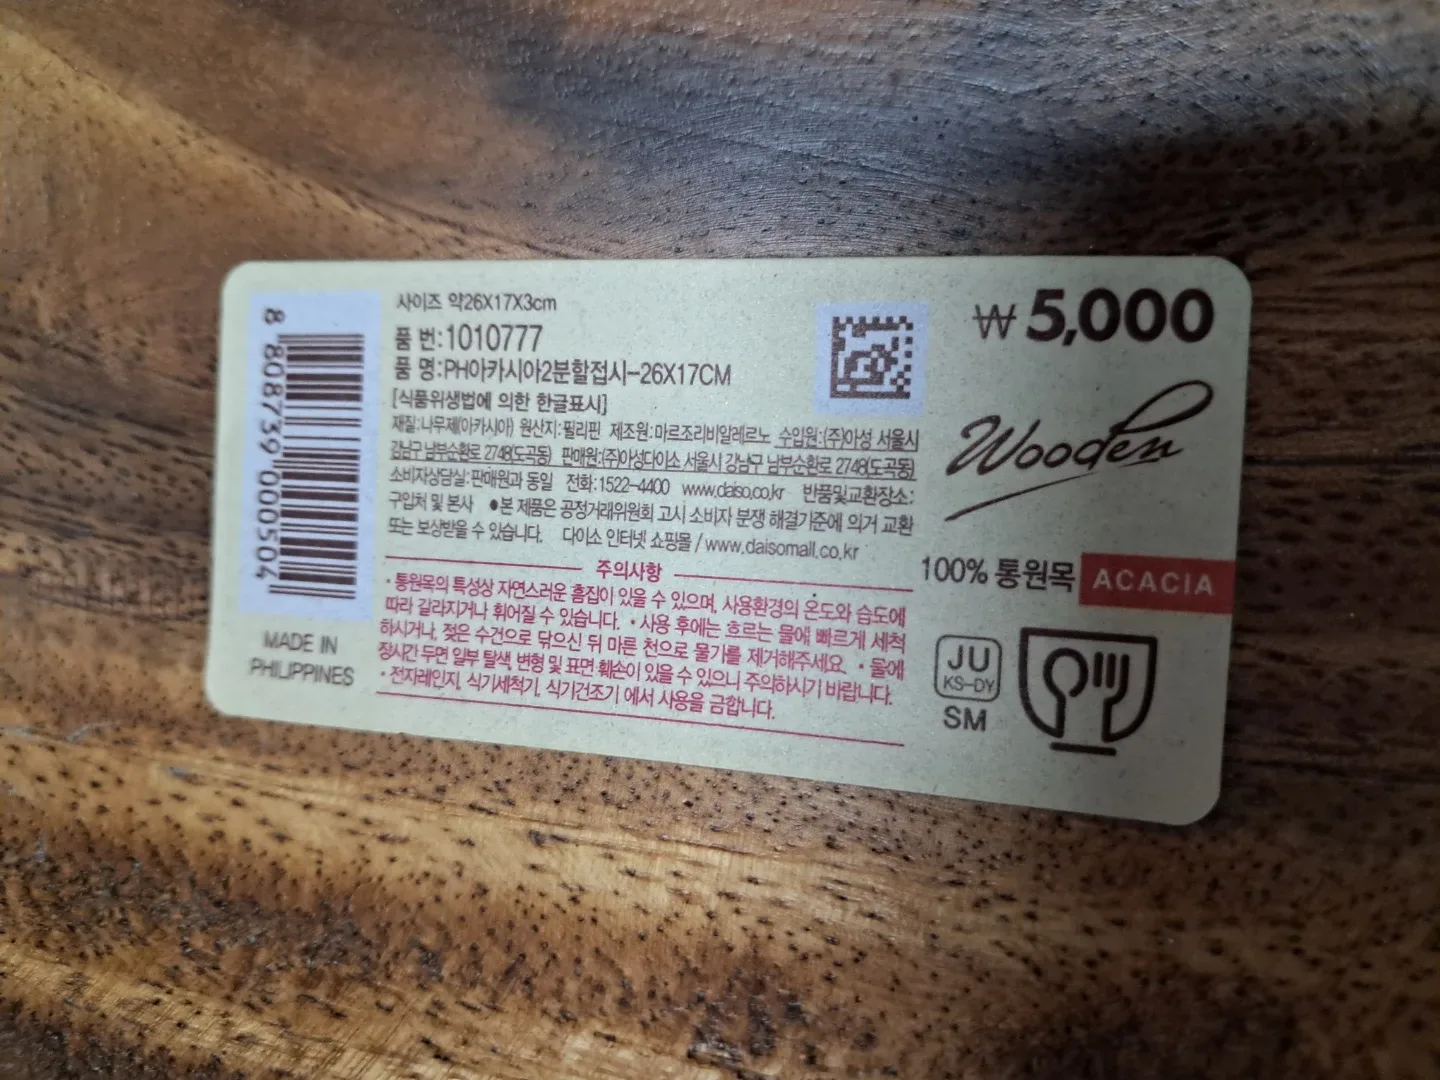 8 808739 000504
MADE IN
PHILIPPINES
사이즈 약26X17X3cm
품 번:1010777
품 명:PH아카시아2분할접시-26X17CM
[식품위생법에 의한 한글표시]
재질:나무제(아카시아) 원산지:필리핀 제조원:마르조리비알레르노 수입원:(주)아성 서울시
강남구 남부순환로 2748(도곡동) 판매원:(주)아성다이소 서울시 강남구 남부순환로 2748(도곡동)
소비자상담실:판매원과 동일 전화:1522-4400 www.daiso.co.kr 반품및교환장소:
구입처 및 본사 ●본 제품은 공정거래위원회 고시 소비자 분쟁 해결기준에 의거 교환
또는 보상받을 수 있습니다. 다이소 인터넷 쇼핑몰 / www.daisomall.co.kr
주의사항
• 통원목의 특성상 자연스러운 흠집이 있을 수 있으며, 사용환경의 온도와 습도에
따라 갈라지거나 휘어질 수 있습니다. • 사용 후에는 흐르는 물에 빠르게 세척
하시거나, 젖은 수건으로 닦으신 뒤 마른 천으로 물기를 제거해주세요. • 물에
장시간 두면 일부 탈색, 변형 및 표면 훼손이 있을 수 있으니 주의하시기 바랍니다.
• 전자레인지, 식기세척기, 식기건조기 에서 사용을 금합니다.
₩5,000
Wooden
100% 통원목 ACACIA
JU
KS-DY
SM